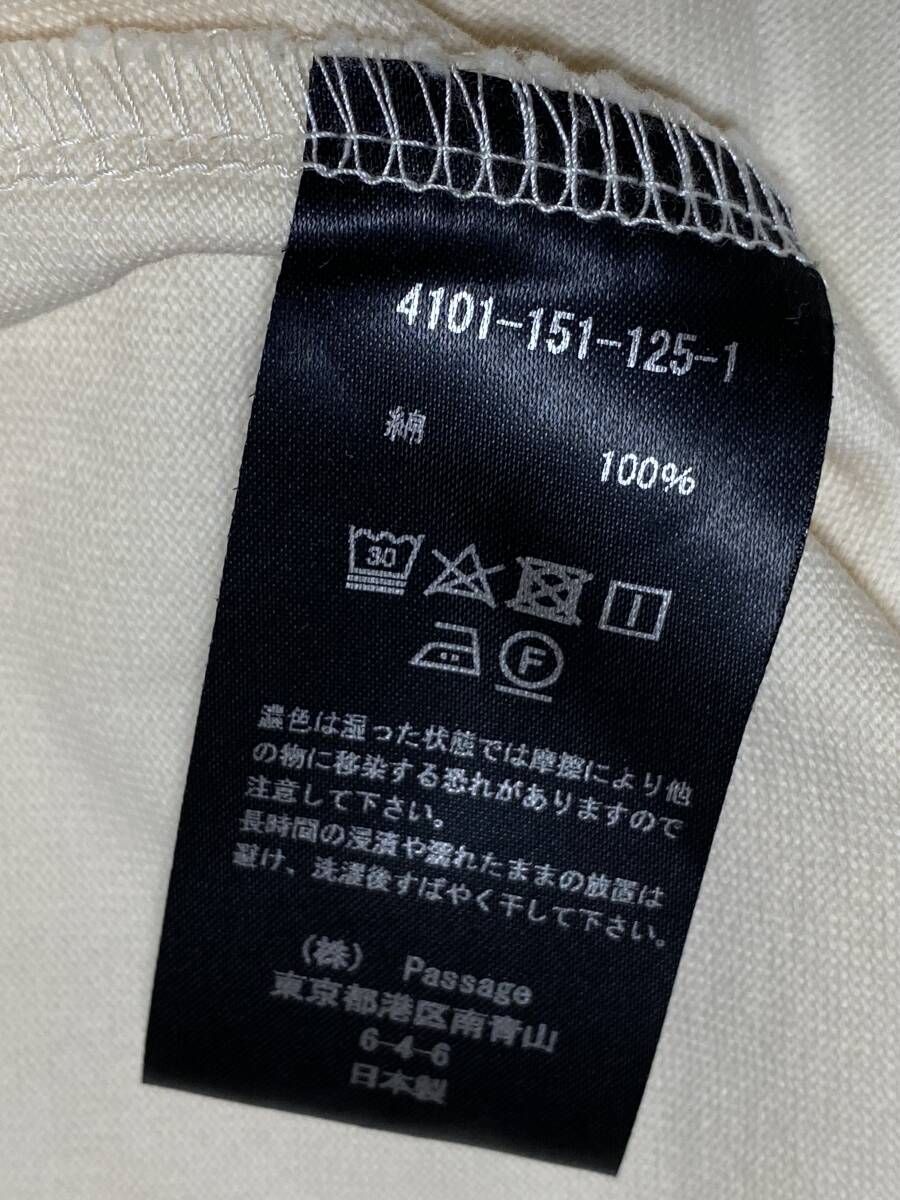 4101-151-125-1
綿
100%
30
F
濃色は湿った状態では摩擦により他
の物に移染する恐れがありますので
注意して下さい。
長時間の浸漬や濡れたままの放置は
避け、洗濯後すばやく干して下さい。
(株) Passage
東京都港区南青山
6-4-6
日本製